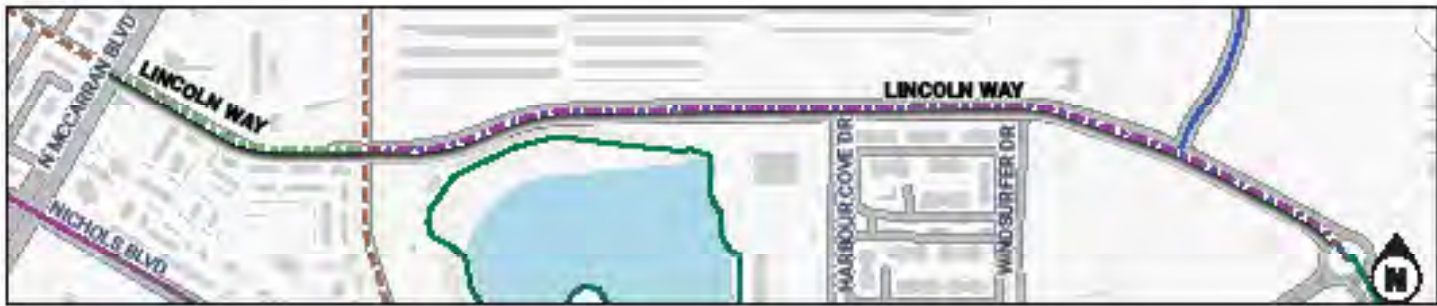 N MCCARRAN BLVD
LINCOLN WAY
LINCOLN WAY
NICHOLS BLVD
HARBOUR COVE DR
WINDSURFER DR
N